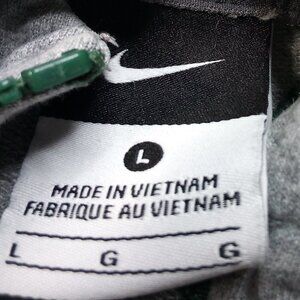 L
MADE IN VIETNAM
FABRIQUE AU VIETNAM
L G G